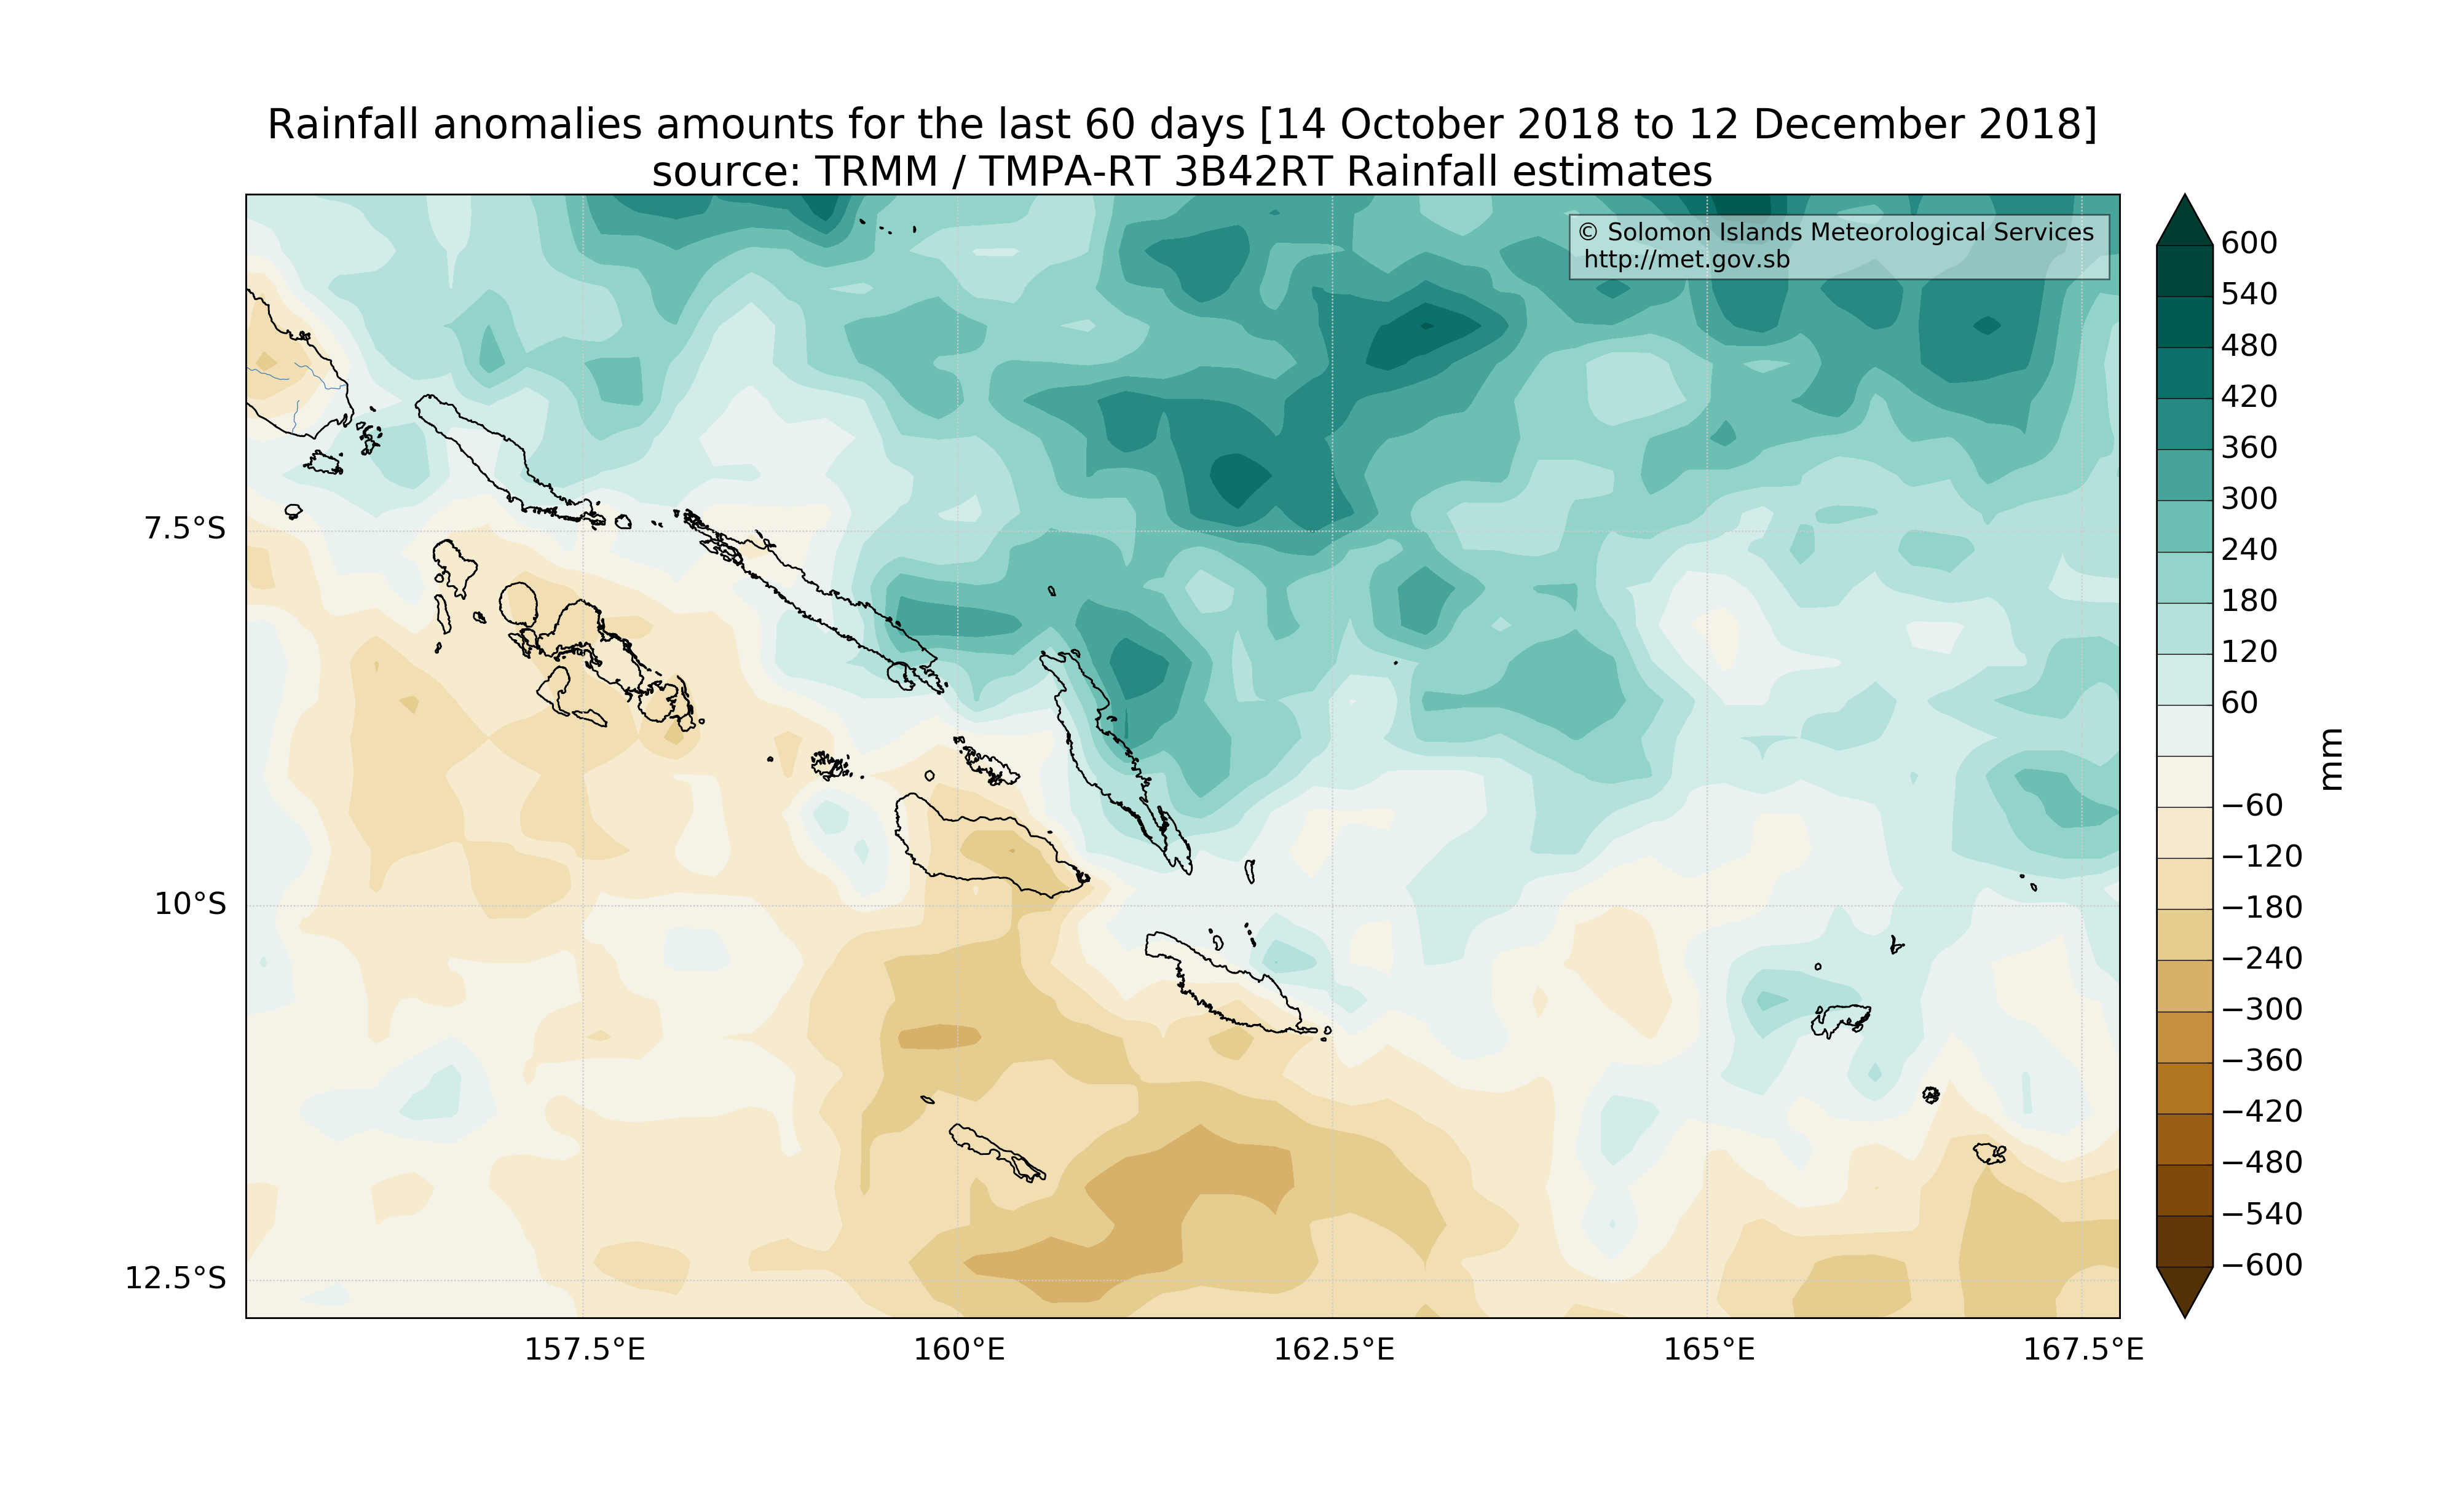 Rainfall anomalies amounts for the last 60 days [14 October 2018 to 12 December 2018]
source: TRMM / TMPA-RT 3B42RT Rainfall estimates
© Solomon Islands Meteorological Services
http://met.gov.sb
7.5°S
10°S
12.5°S
157.5°E
160°E
162.5°E
165°E
167.5°E
600
540
480
420
360
300
240
180
120
60
−60
−120
−180
−240
−300
−360
−420
−480
−540
−600
mm